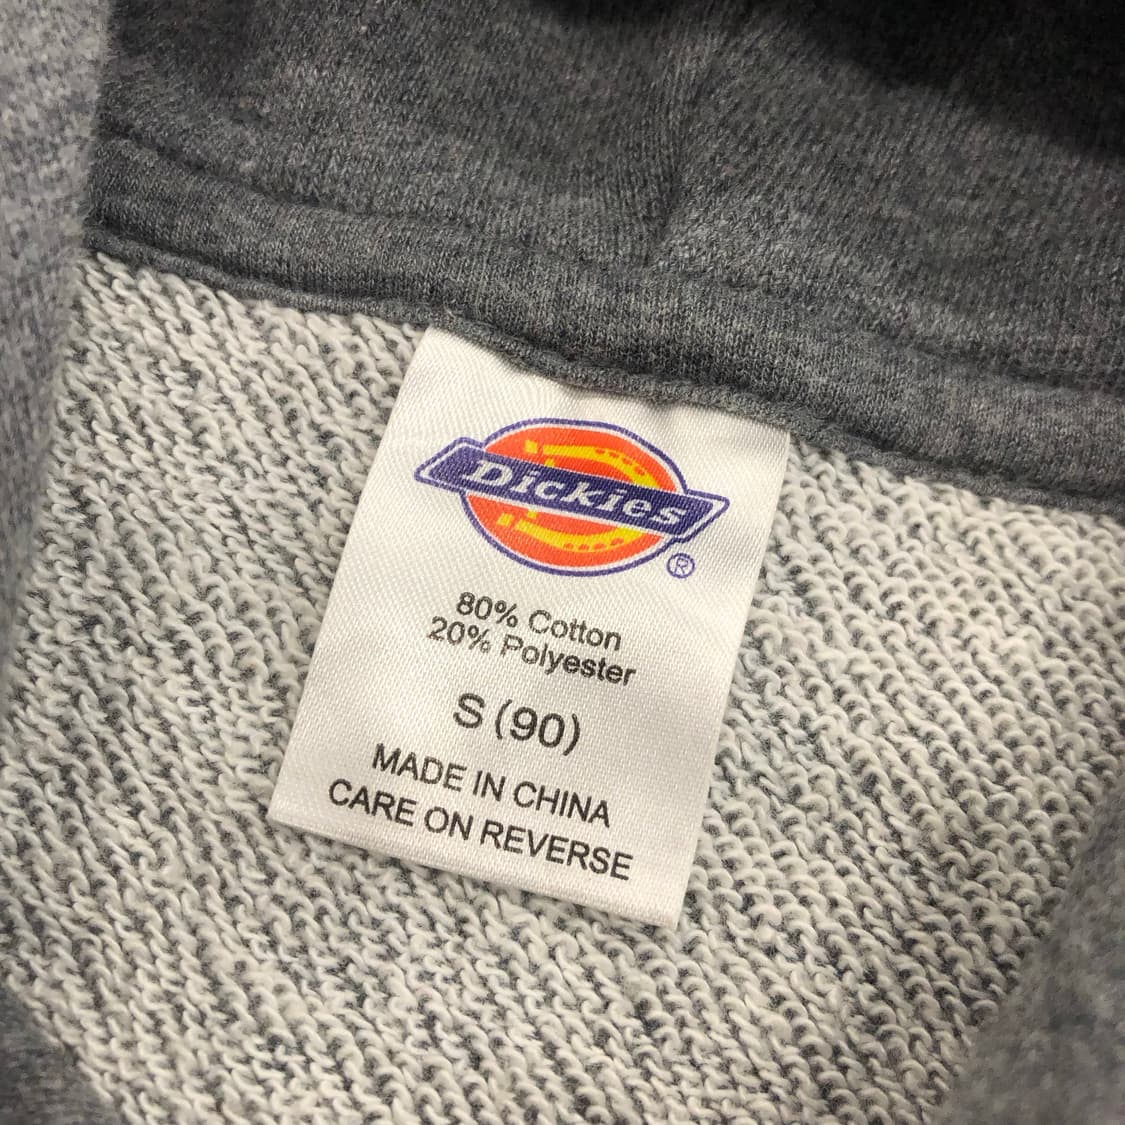 Dickies
®
80% Cotton
20% Polyester
S (90)
MADE IN CHINA
CARE ON REVERSE